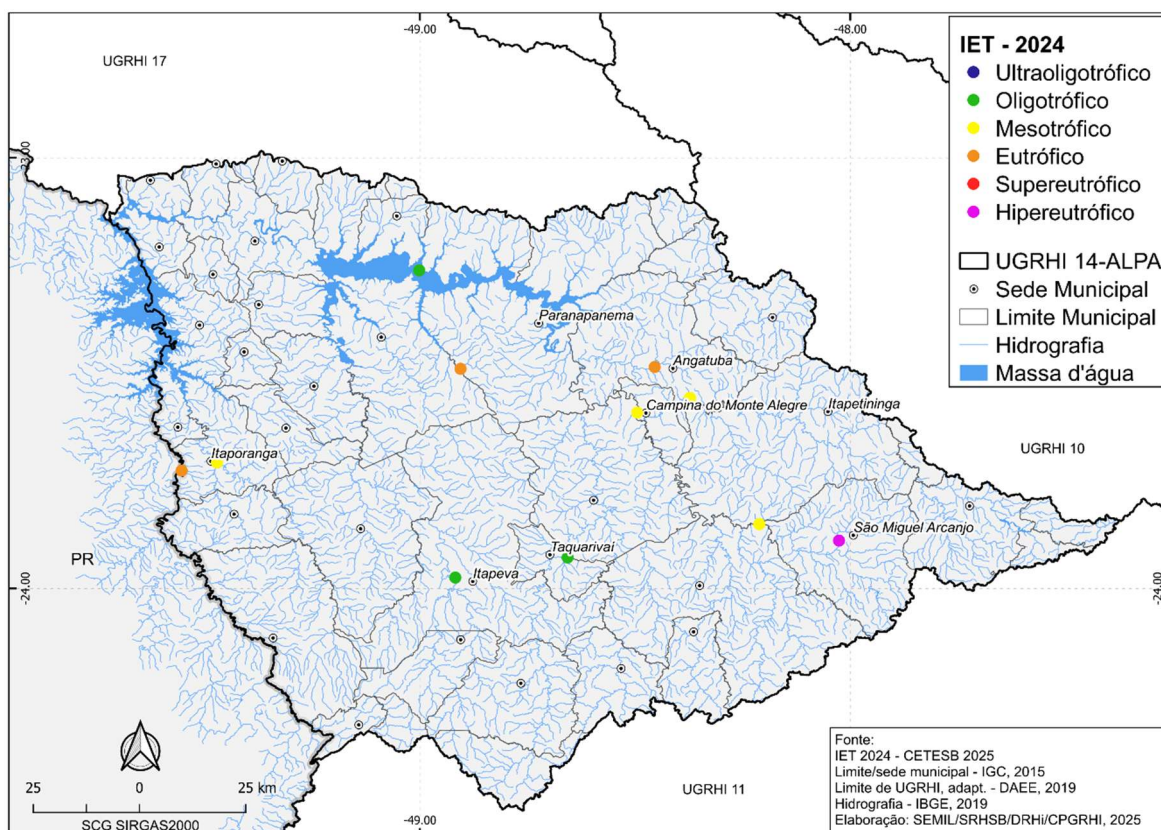 -49.00
-48.00
UGRHI 17
IET - 2024
Ultraoligotrófico
Oligotrófico
Mesotrófico
Eutrófico
Supereutrófico
Hipereutrófico
UGRHI 14-ALPA
Sede Municipal
Limite Municipal
Hidrografia
Massa d'água
-23.00
Paranapanema
Angatuba
Campina do Monte Alegre
Itapetininga
UGRHI 10
Itaporanga
São Miguel Arcanjo
PR
Taquarivaí
Itapeva
-24.00
-24.00
25 0 25 km
SCG SIRGAS2000
-49.00
UGRHI 11
Fonte:
IET 2024 - CETESB 2025
Limite/sede municipal - IGC, 2015
Limite de UGRHI, adapt. - DAEE, 2019
Hidrografia - IBGE, 2019
Elaboração: SEMIL/SRHSB/DRHi/CPGRHI, 2025